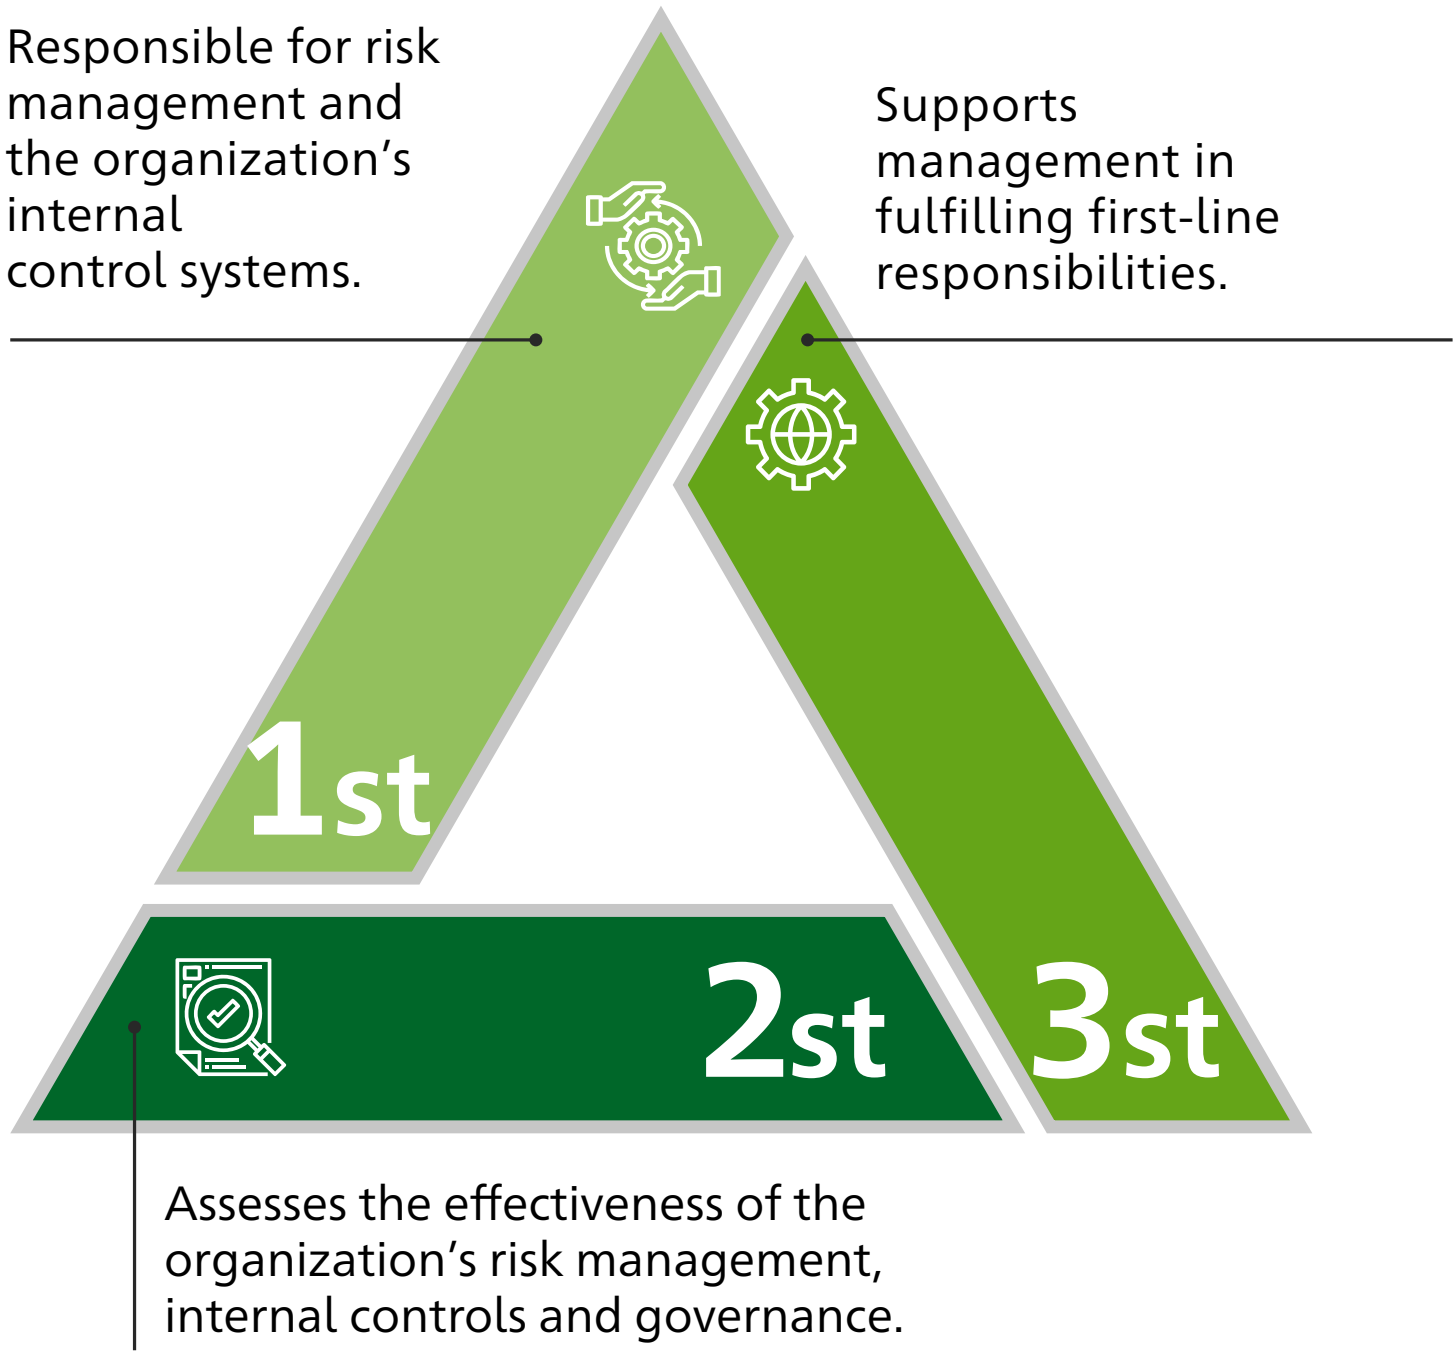 Responsible for risk
management and
the organization’s
internal
control systems.
Supports
management in
fulfilling first-line
responsibilities.
1st
2st
3st
Assesses the effectiveness of the
organization’s risk management,
internal controls and governance.